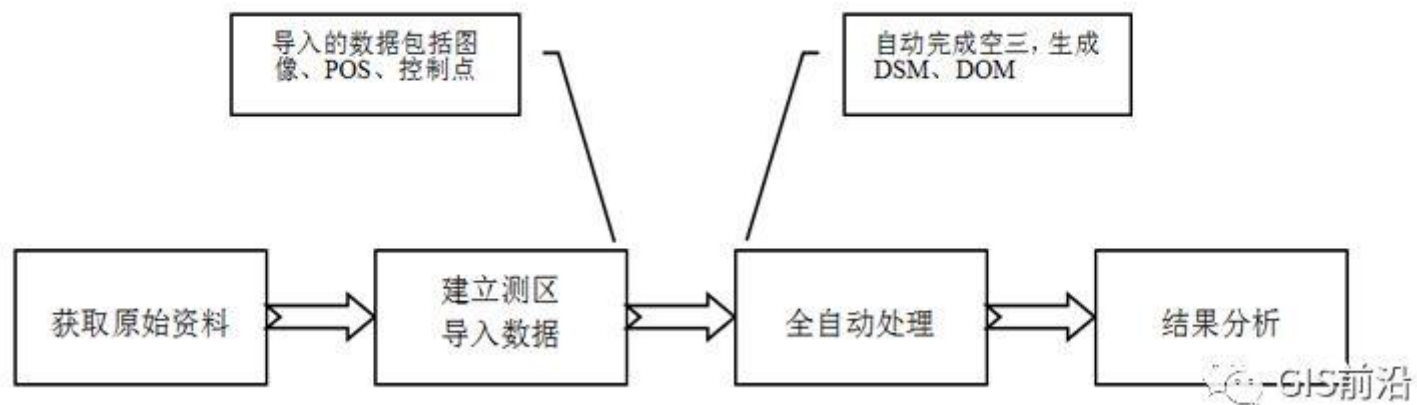 导入的数据包括图
像、POS、控制点
自动完成空三,生成
DSM、DOM
获取原始资料
建立测区
导入数据
全自动处理
结果分析
GIS前沿